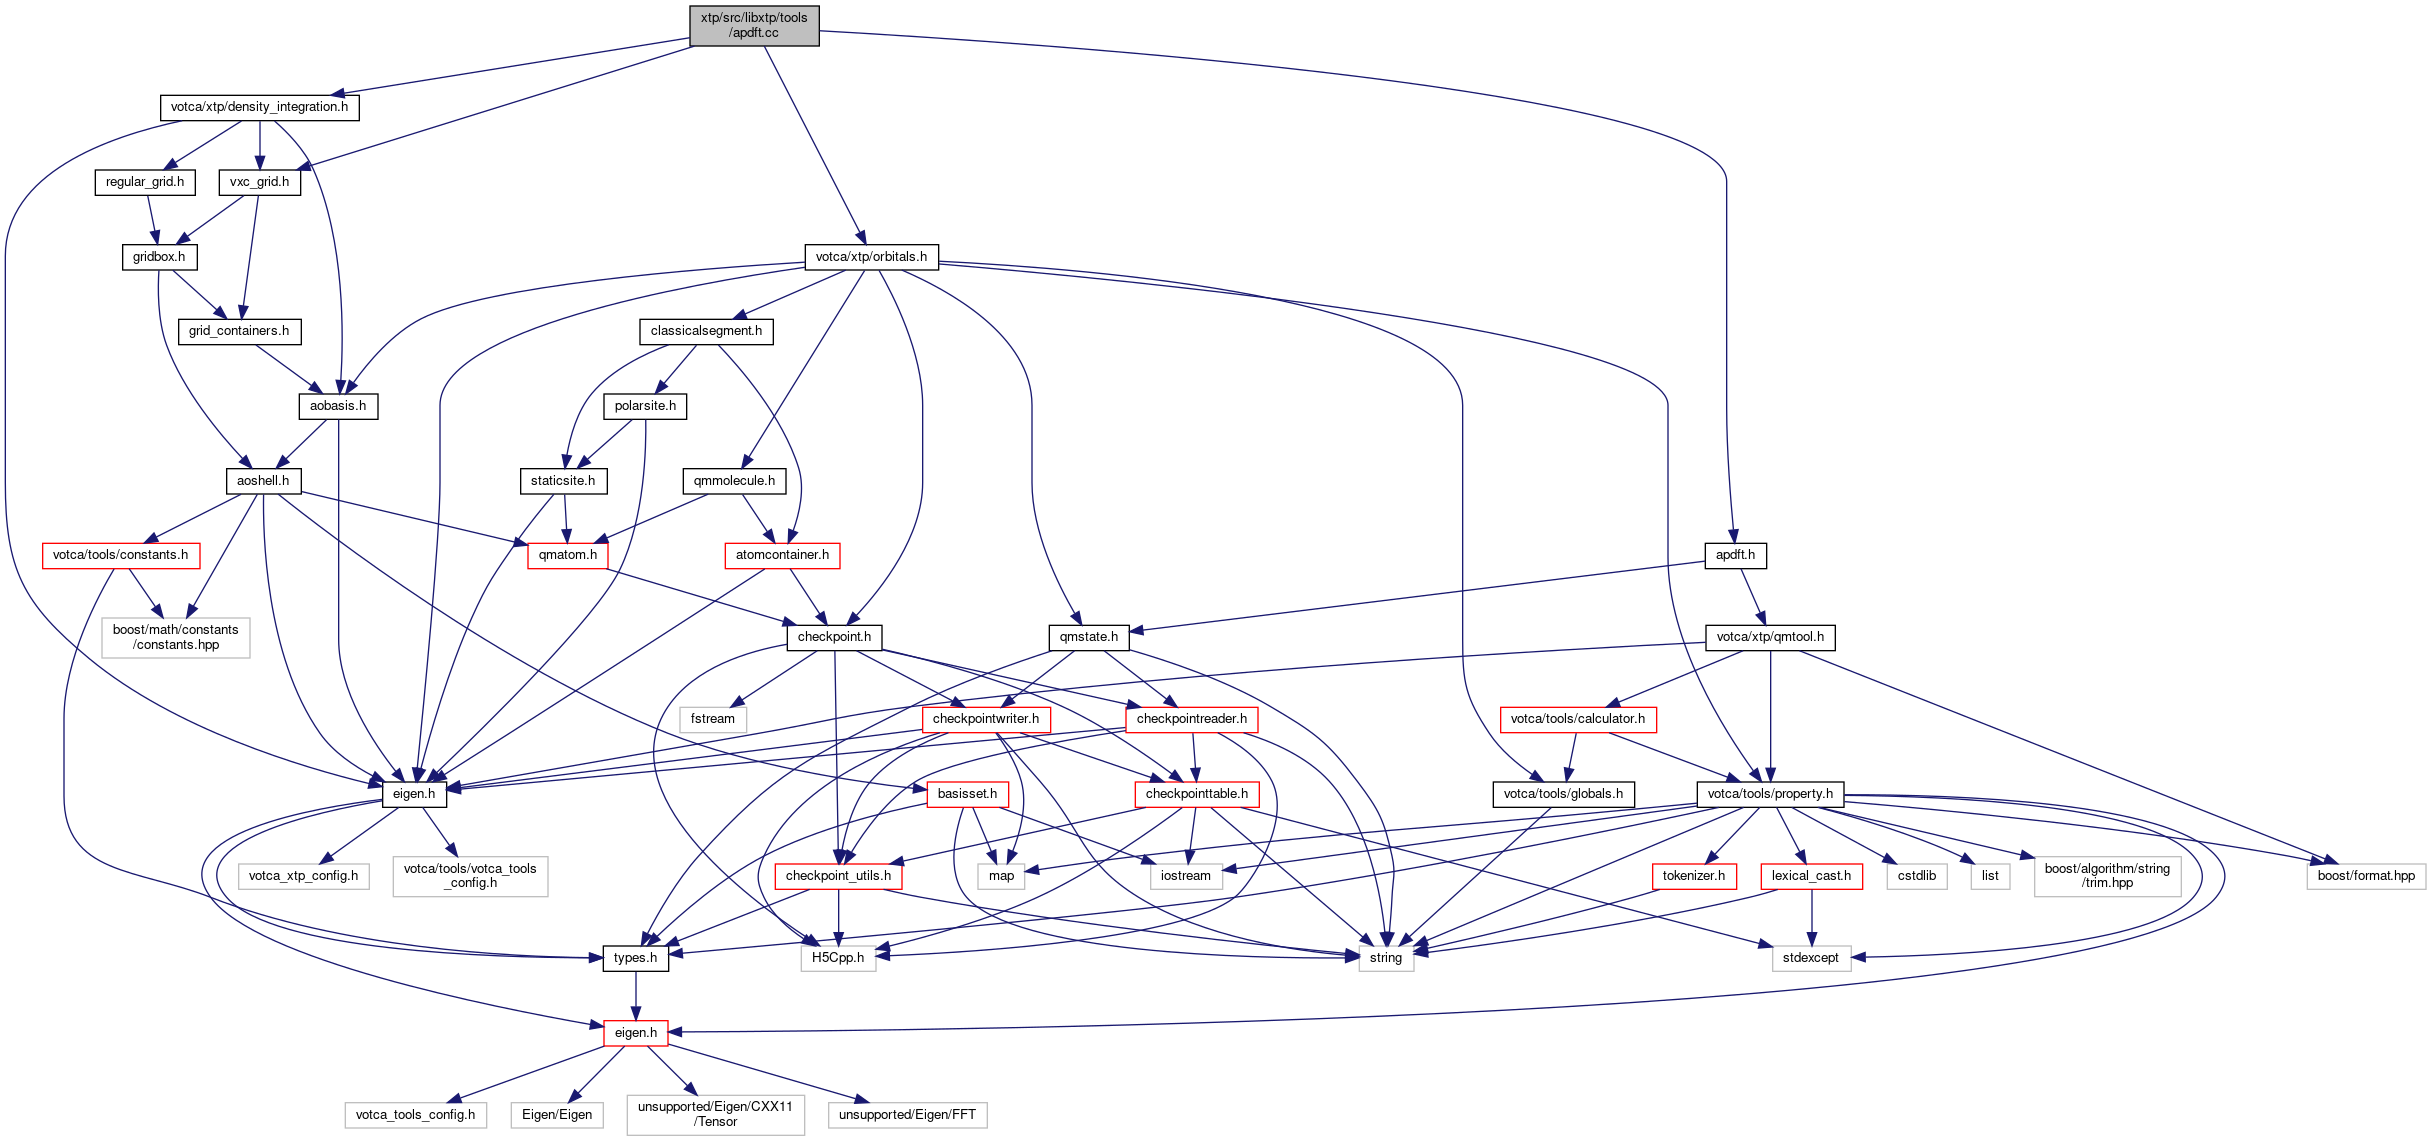 xtp/src/libxtp/tools
/apdft.cc
votca/xtp/density_integration.h
regular_grid.h
vxc_grid.h
gridbox.h
votca/xtp/orbitals.h
grid_containers.h
classicalsegment.h
aobasis.h
polarsite.h
aoshell.h
staticsite.h
qmmolecule.h
votca/tools/constants.h
qmatom.h
atomcontainer.h
apdft.h
boost/math/constants
/constants.hpp
checkpoint.h
qmstate.h
votca/xtp/qmtool.h
fstream
checkpointwriter.h
checkpointreader.h
votca/tools/calculator.h
eigen.h
basisset.h
checkpointtable.h
votca/tools/globals.h
votca/tools/property.h
votca_xtp_config.h
votca/tools/votca_tools
_config.h
checkpoint_utils.h
map
iostream
tokenizer.h
lexical_cast.h
cstdlib
list
boost/algorithm/string
/trim.hpp
boost/format.hpp
types.h
H5Cpp.h
string
stdexcept
eigen.h
votca_tools_config.h
Eigen/Eigen
unsupported/Eigen/CXX11
/Tensor
unsupported/Eigen/FFT